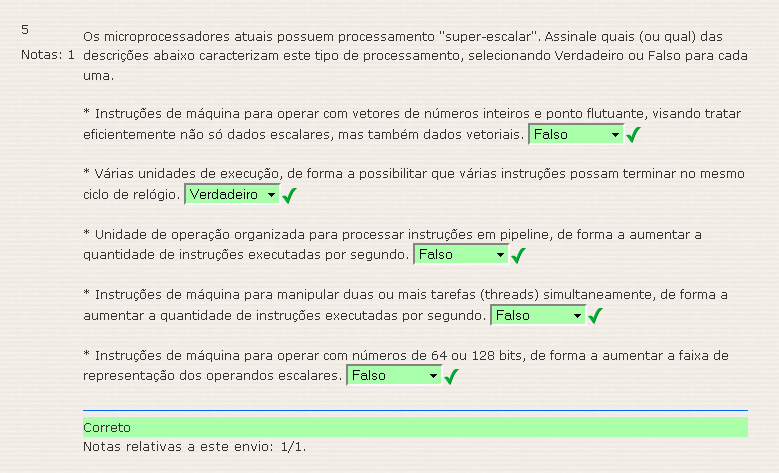 5
Notas: 1
Os microprocessadores atuais possuem processamento "super-escalar". Assinale quais (ou qual) das
descrições abaixo caracterizam este tipo de processamento, selecionando Verdadeiro ou Falso para cada
uma.
* Instruções de máquina para operar com vetores de números inteiros e ponto flutuante, visando tratar
eficientemente não só dados escalares, mas também dados vetoriais. Falso
* Várias unidades de execução, de forma a possibilitar que várias instruções possam terminar no mesmo
ciclo de relógio. Verdadeiro
* Unidade de operação organizada para processar instruções em pipeline, de forma a aumentar a
quantidade de instruções executadas por segundo. Falso
* Instruções de máquina para manipular duas ou mais tarefas (threads) simultaneamente, de forma a
aumentar a quantidade de instruções executadas por segundo. Falso
* Instruções de máquina para operar com números de 64 ou 128 bits, de forma a aumentar a faixa de
representação dos operandos escalares. Falso
Correto
Notas relativas a este envio: 1/1.